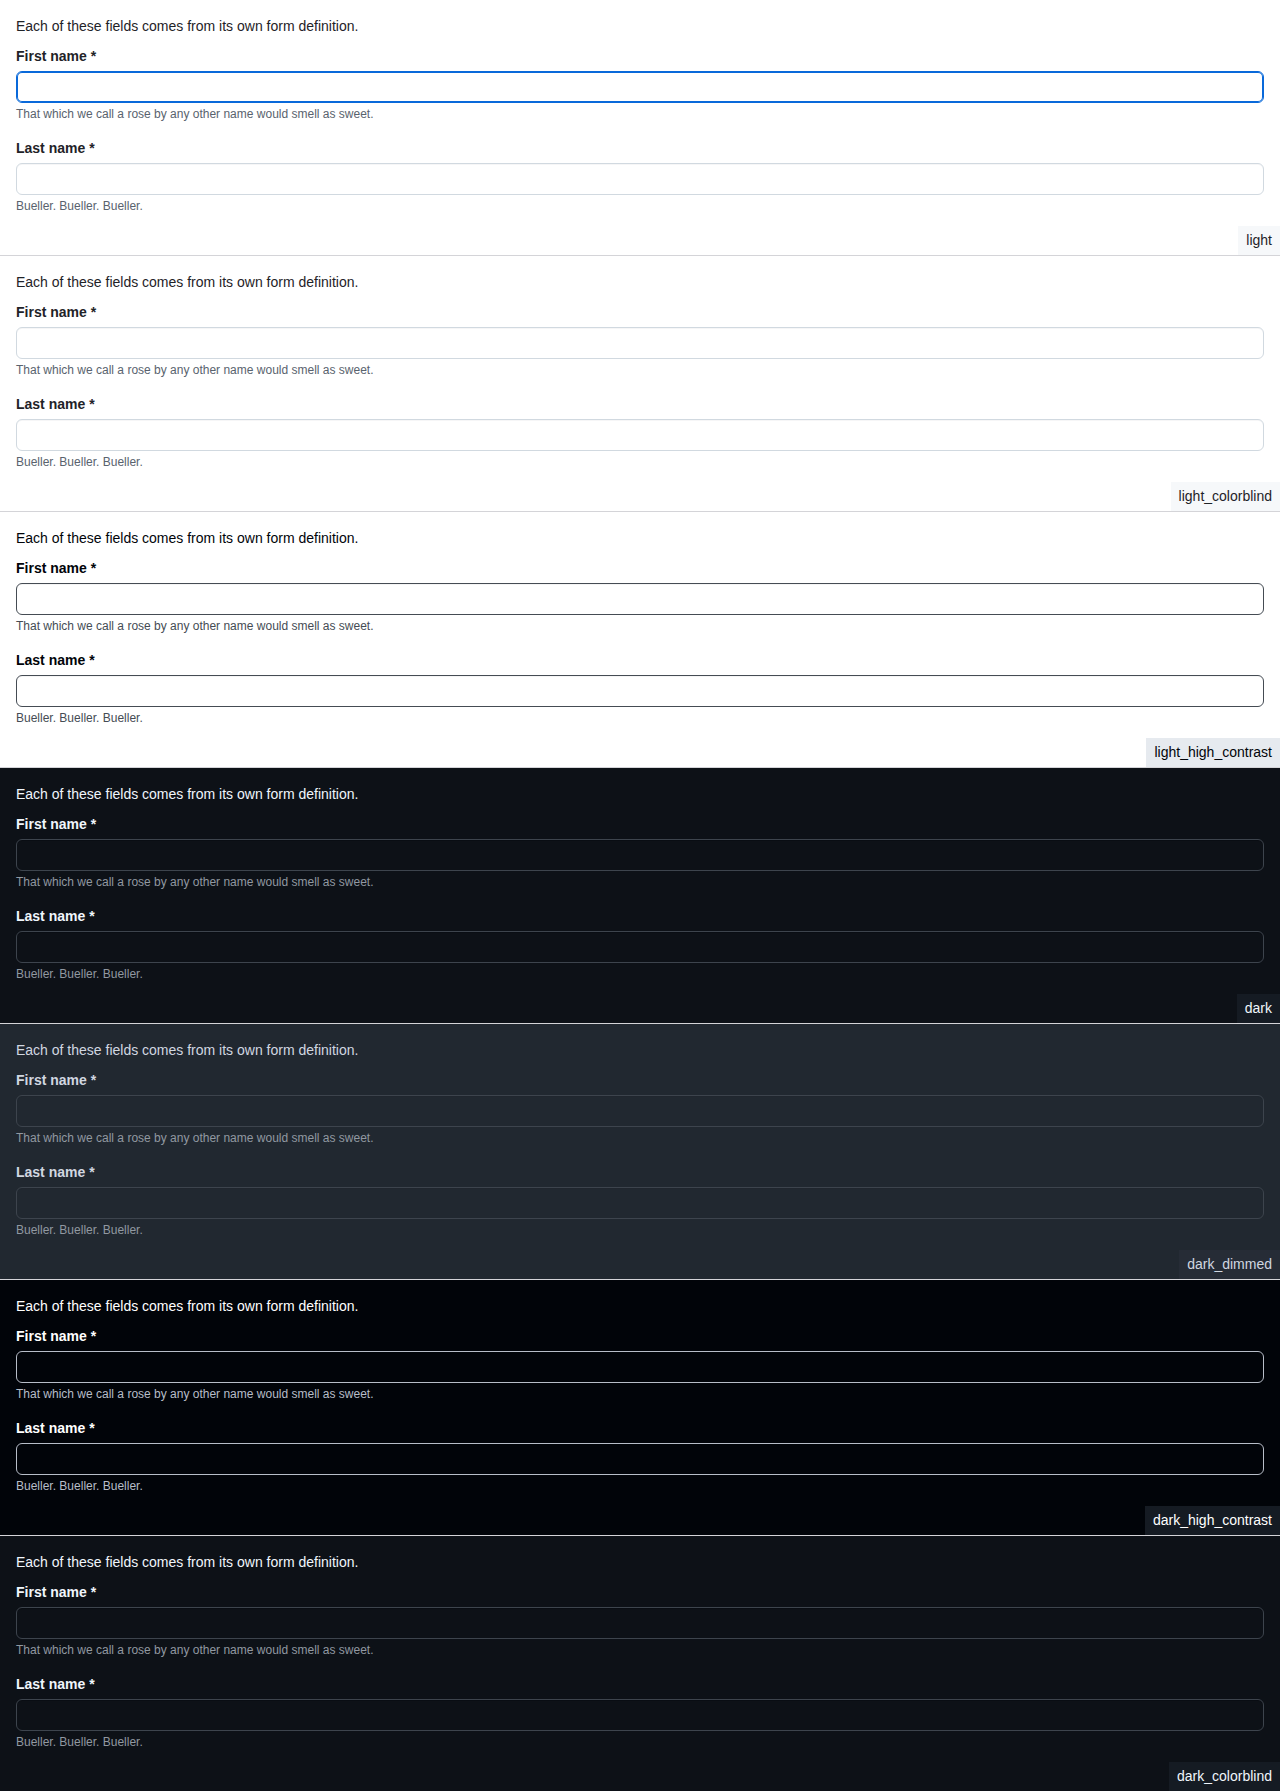 Each of these fields comes from its own form definition.
First name *
That which we call a rose by any other name would smell as sweet.
Last name *
Bueller. Bueller. Bueller.
light
Each of these fields comes from its own form definition.
First name *
That which we call a rose by any other name would smell as sweet.
Last name *
Bueller. Bueller. Bueller.
light_colorblind
Each of these fields comes from its own form definition.
First name *
That which we call a rose by any other name would smell as sweet.
Last name *
Bueller. Bueller. Bueller.
light_high_contrast
Each of these fields comes from its own form definition.
First name *
That which we call a rose by any other name would smell as sweet.
Last name *
Bueller. Bueller. Bueller.
dark
Each of these fields comes from its own form definition.
First name *
That which we call a rose by any other name would smell as sweet.
Last name *
Bueller. Bueller. Bueller.
dark_dimmed
Each of these fields comes from its own form definition.
First name *
That which we call a rose by any other name would smell as sweet.
Last name *
Bueller. Bueller. Bueller.
dark_high_contrast
Each of these fields comes from its own form definition.
First name *
That which we call a rose by any other name would smell as sweet.
Last name *
Bueller. Bueller. Bueller.
dark_colorblind